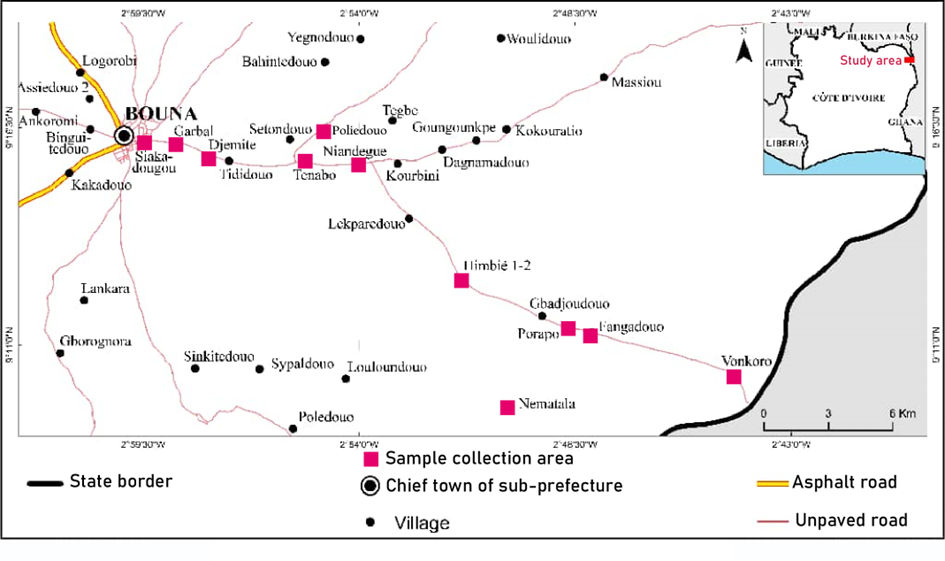 2°59'30"W
2°54'0"W
2°48'30"W
2°43'0"W
Yegnodouo
Woulidouo
N
MALI
BURKINA FASO
Logorobi
Bahintedouo
GUINEE
Study area
Assiedouo 2
Massiou
CÔTE D'IVOIRE
Ankoromi
BOUNA
Tegbe
GHANA
9°16'30"N
Bingui-
tedouo
Garbal
Setondouo
Poliedouo
Goungounkpe
Kokouratio
9°16'33"N
Siaka-
dougou
Djemite
Niandegue
LIBERIA
Kakadouo
Tididouo
Tenabo
Kourbini
Dagnamadouo
Lekparedouo
Himbié 1-2
Lankara
Gbadjoudouo
Gborognora
Porapo
Fangadouo
9°11'0"N
9°11'0"N
Sinkitedouo
Sypaldouo
Louloundouo
Vonkoro
Nematala
Poledouo
0 3 6 Km
2°59'30"W
2°54'0"W
2°48'30"W
2°43'0"W
State border
Sample collection area
Chief town of sub-prefecture
Village
Asphalt road
Unpaved road